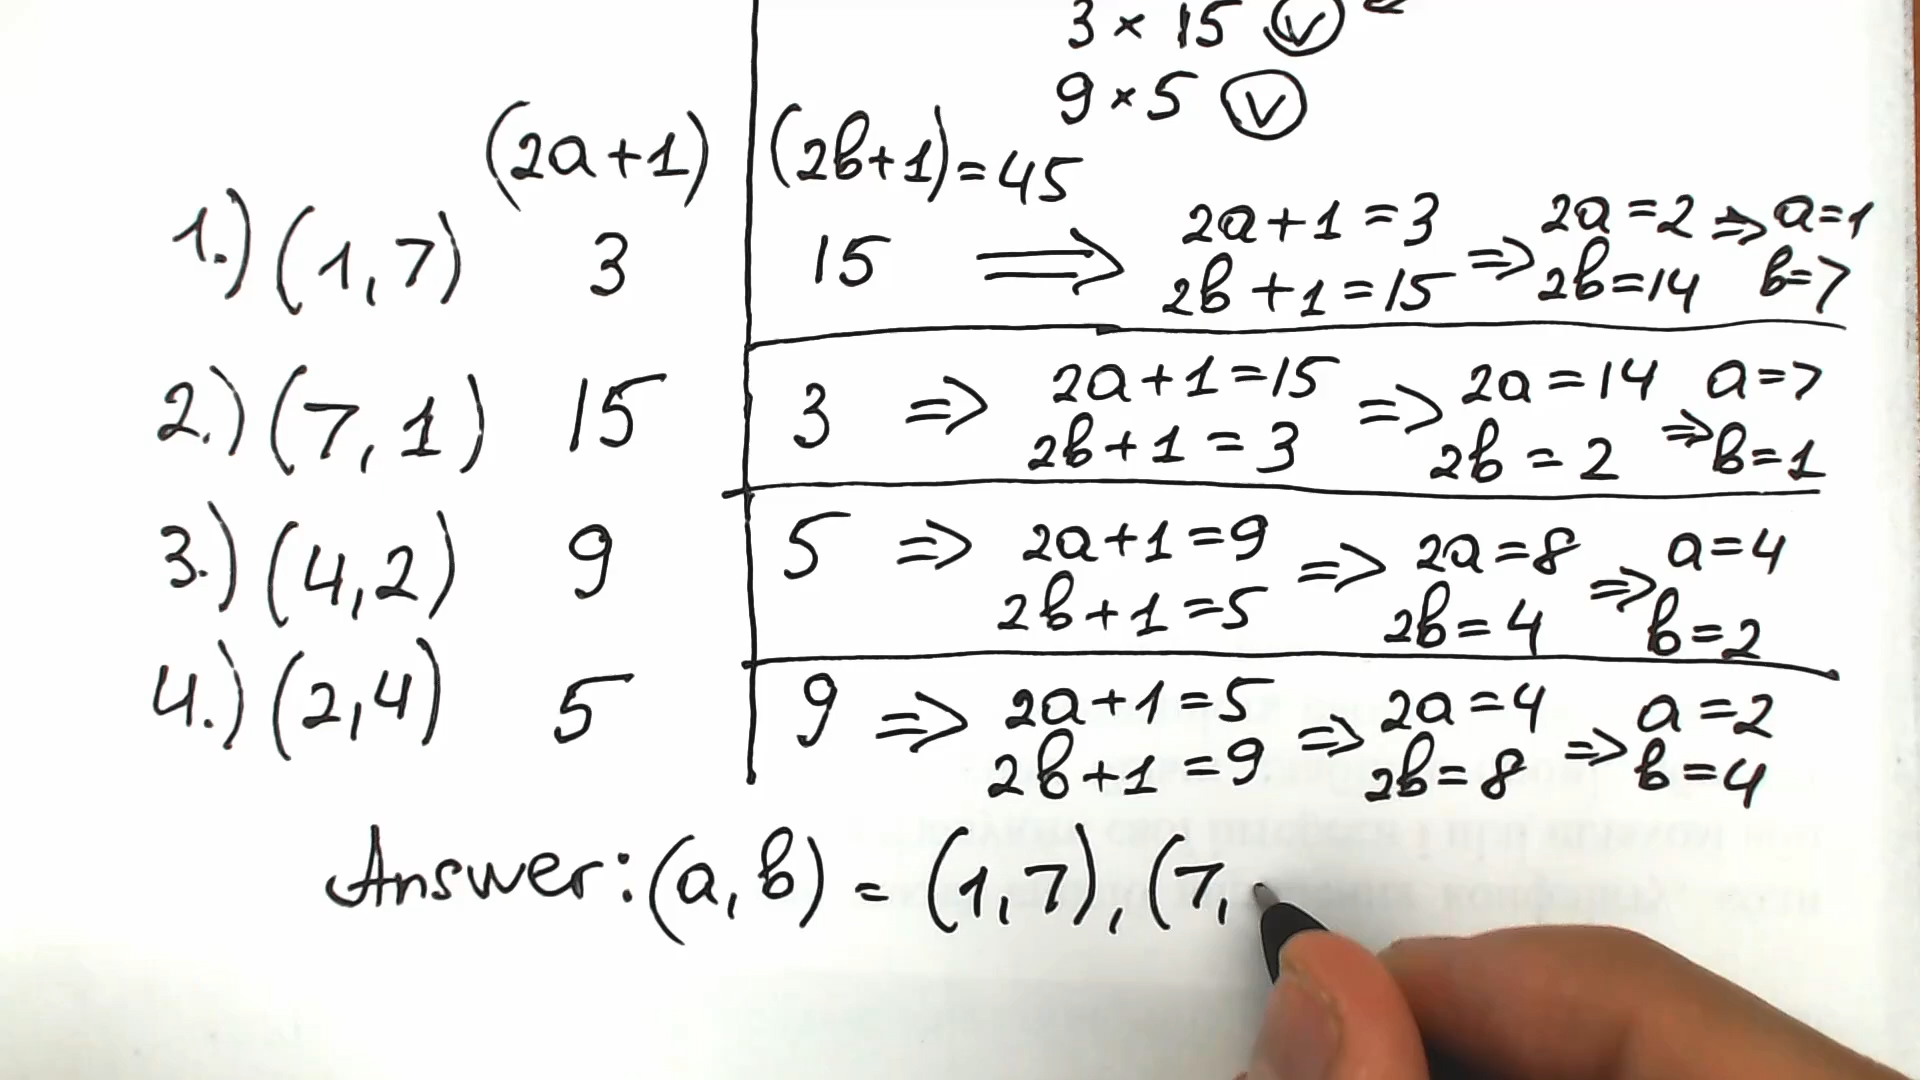 3 × 15 V
9 × 5 V
(2a+1) (2b+1) = 45
1.) (1,7) 3 15 ⟹ 2a+1=3 ⇒ 2a=2 ⇒ a=1
2b+1=15 2b=14 b=7
2.) (7,1) 15 3 ⇒ 2a+1=15 ⇒ 2a=14 a=7
2b+1=3 2b=2 ⇒ b=1
3.) (4,2) 9 5 ⇒ 2a+1=9 ⇒ 2a=8 ⇒ a=4
2b+1=5 2b=4 b=2
4.) (2,4) 5 9 ⇒ 2a+1=5 ⇒ 2a=4 ⇒ a=2
2b+1=9 2b=8 b=4
Answer: (a, b) = (1,7), (7,